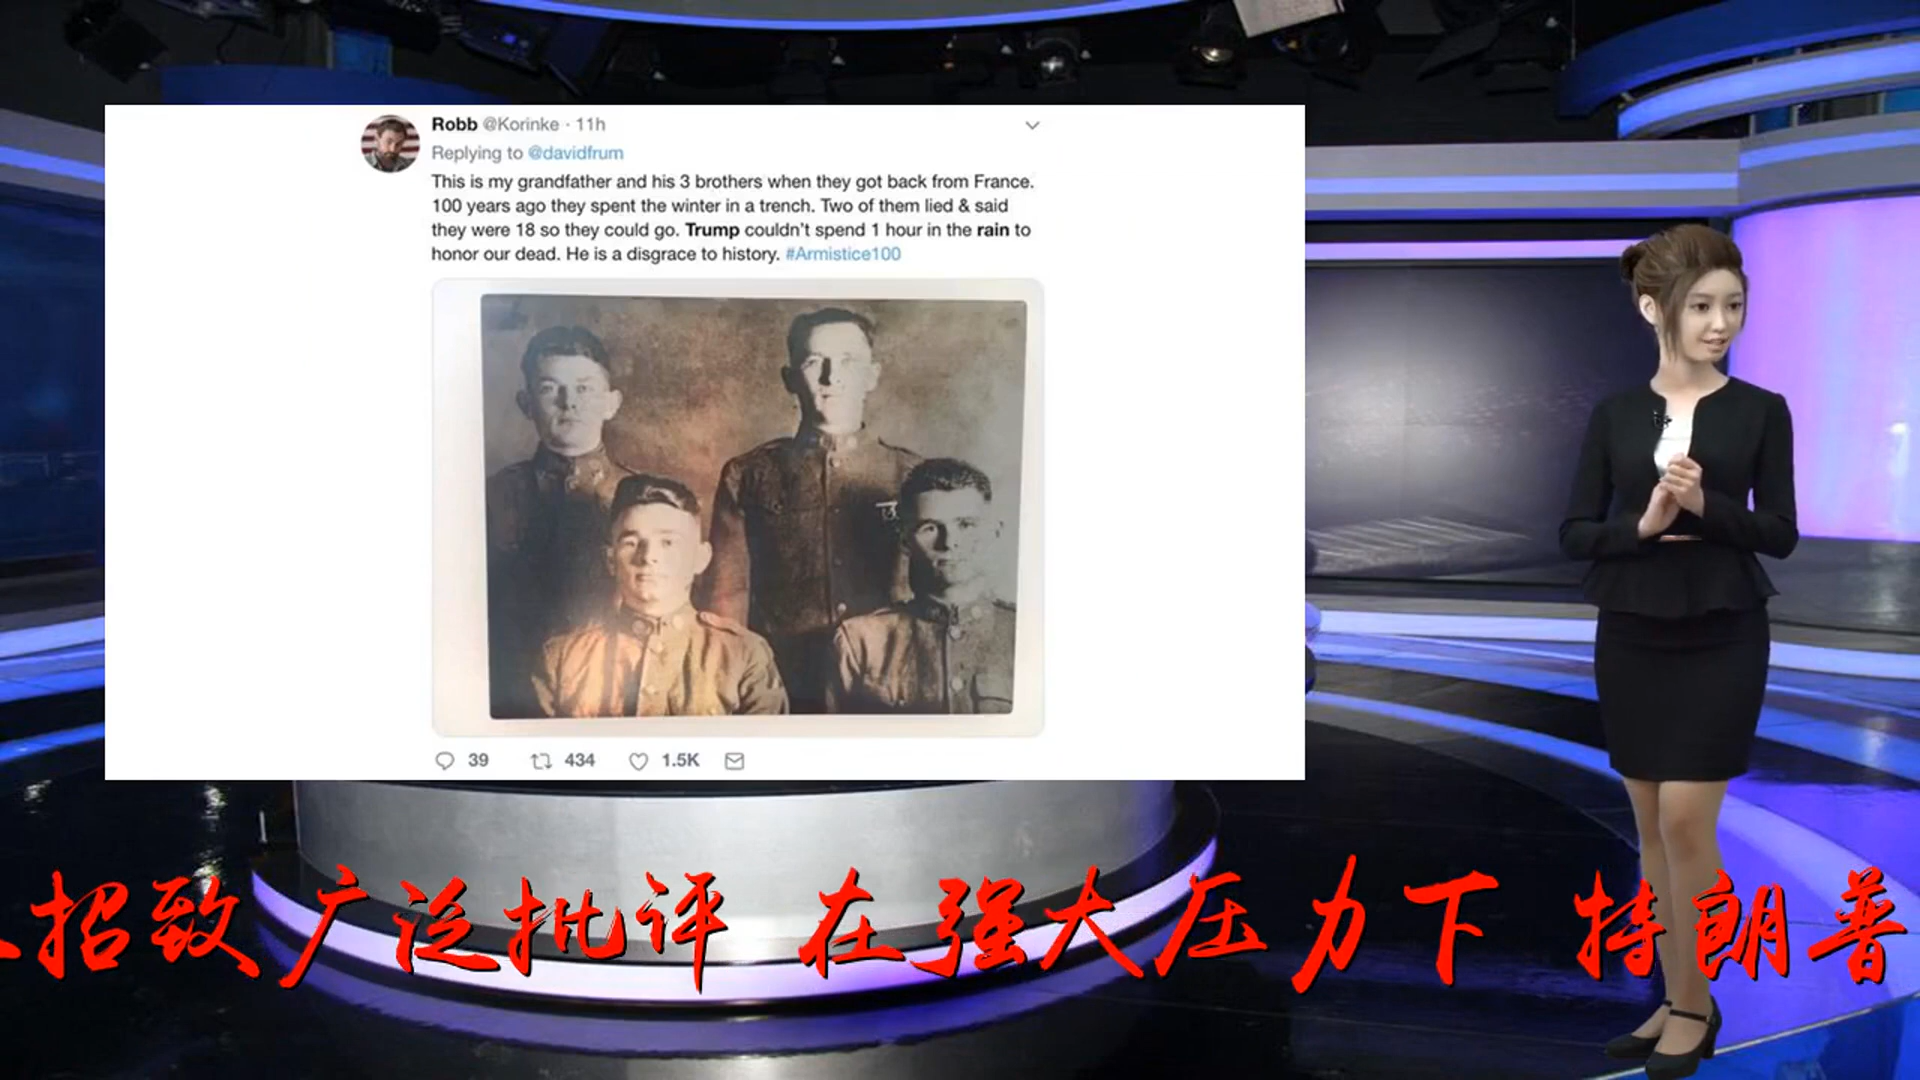 Robb @Korinke · 11h
Replying to @davidfrum
This is my grandfather and his 3 brothers when they got back from France.
100 years ago they spent the winter in a trench. Two of them lied & said
they were 18 so they could go. Trump couldn't spend 1 hour in the rain to
honor our dead. He is a disgrace to history. #Armistice100
39 434 1.5K
招致广泛批评 在强大压力下 特朗普